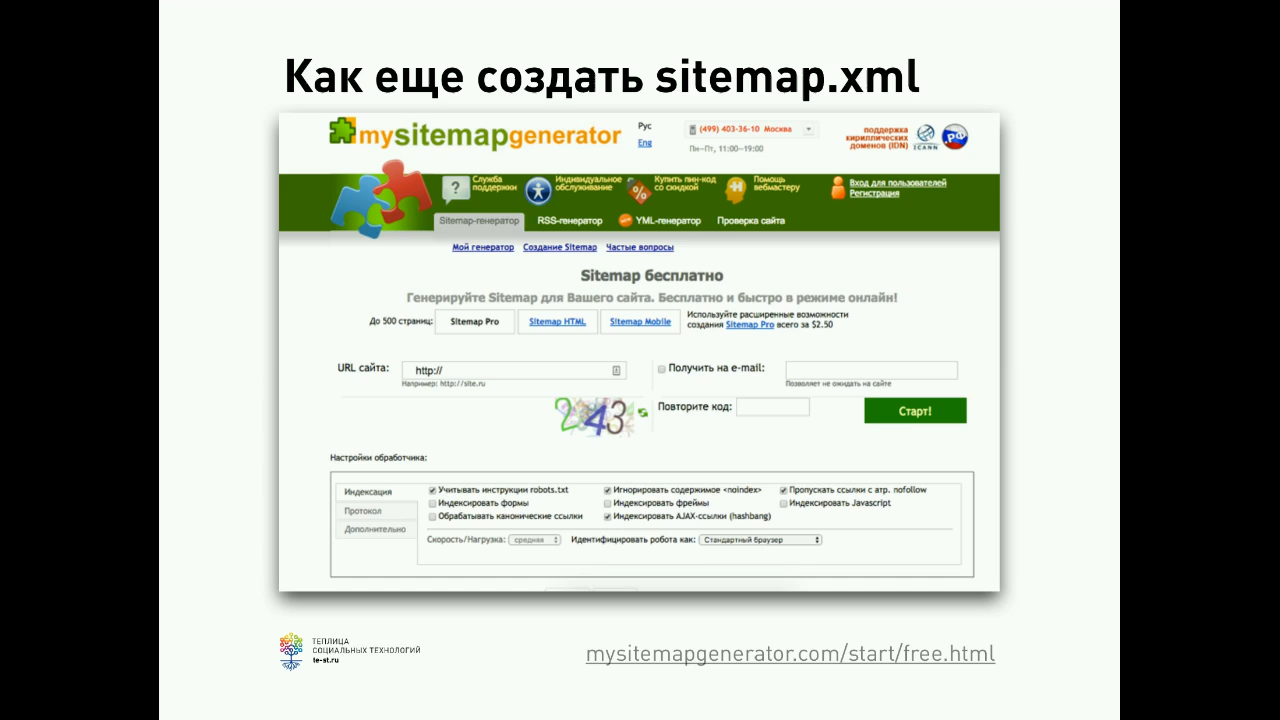 Как еще создать sitemap.xml
mysitemapgenerator
Рус
Eng
(499) 403-36-10 Москва
Пн–Пт, 11:00–19:00
поддержка
кириллических
доменов (IDN)
ICANN
РФ
?
Служба
поддержки
Индивидуальное
обслуживание
%
Купить пин-код
со скидкой
Помощь
вебмастеру
Вход для пользователей
Регистрация
Sitemap-генератор
RSS-генератор
YML-генератор
Проверка сайта
Мой генератор
Создание Sitemap
Частые вопросы
Sitemap бесплатно
Генерируйте Sitemap для Вашего сайта. Бесплатно и быстро в режиме онлайн!
До 500 страниц:
Sitemap Pro
Sitemap HTML
Sitemap Mobile
Используйте расширенные возможности
создания Sitemap Pro всего за $2.50
URL сайта:
http://
Например: http://site.ru
Получить на e-mail:
Позволяет не ожидать на сайте
243
Повторите код:
Старт!
Настройки обработчика:
Индексация
Протокол
Дополнительно
Учитывать инструкции robots.txt
Игнорировать содержимое <noindex>
Пропускать ссылки с атр. nofollow
Индексировать формы
Индексировать фреймы
Индексировать Javascript
Обрабатывать канонические ссылки
Индексировать AJAX-ссылки (hashbang)
Скорость/Нагрузка:
средняя
Идентифицировать робота как:
Стандартный браузер
ТЕПЛИЦА
СОЦИАЛЬНЫХ ТЕХНОЛОГИЙ
te-st.ru
mysitemapgenerator.com/start/free.html